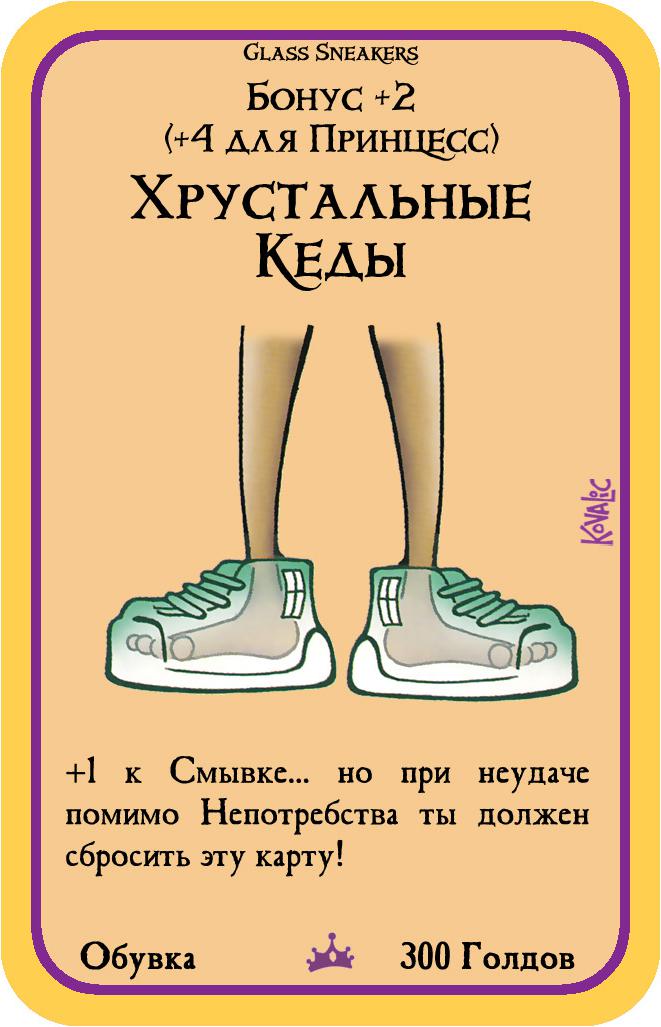 Glass Sneakers
Бонус +2
(+4 для Принцесс)
Хрустальные
Кеды
Kovalic
+1 к Смывке... но при неудаче
помимо Непотребства ты должен
сбросить эту карту!
Обувка 300 Голдов